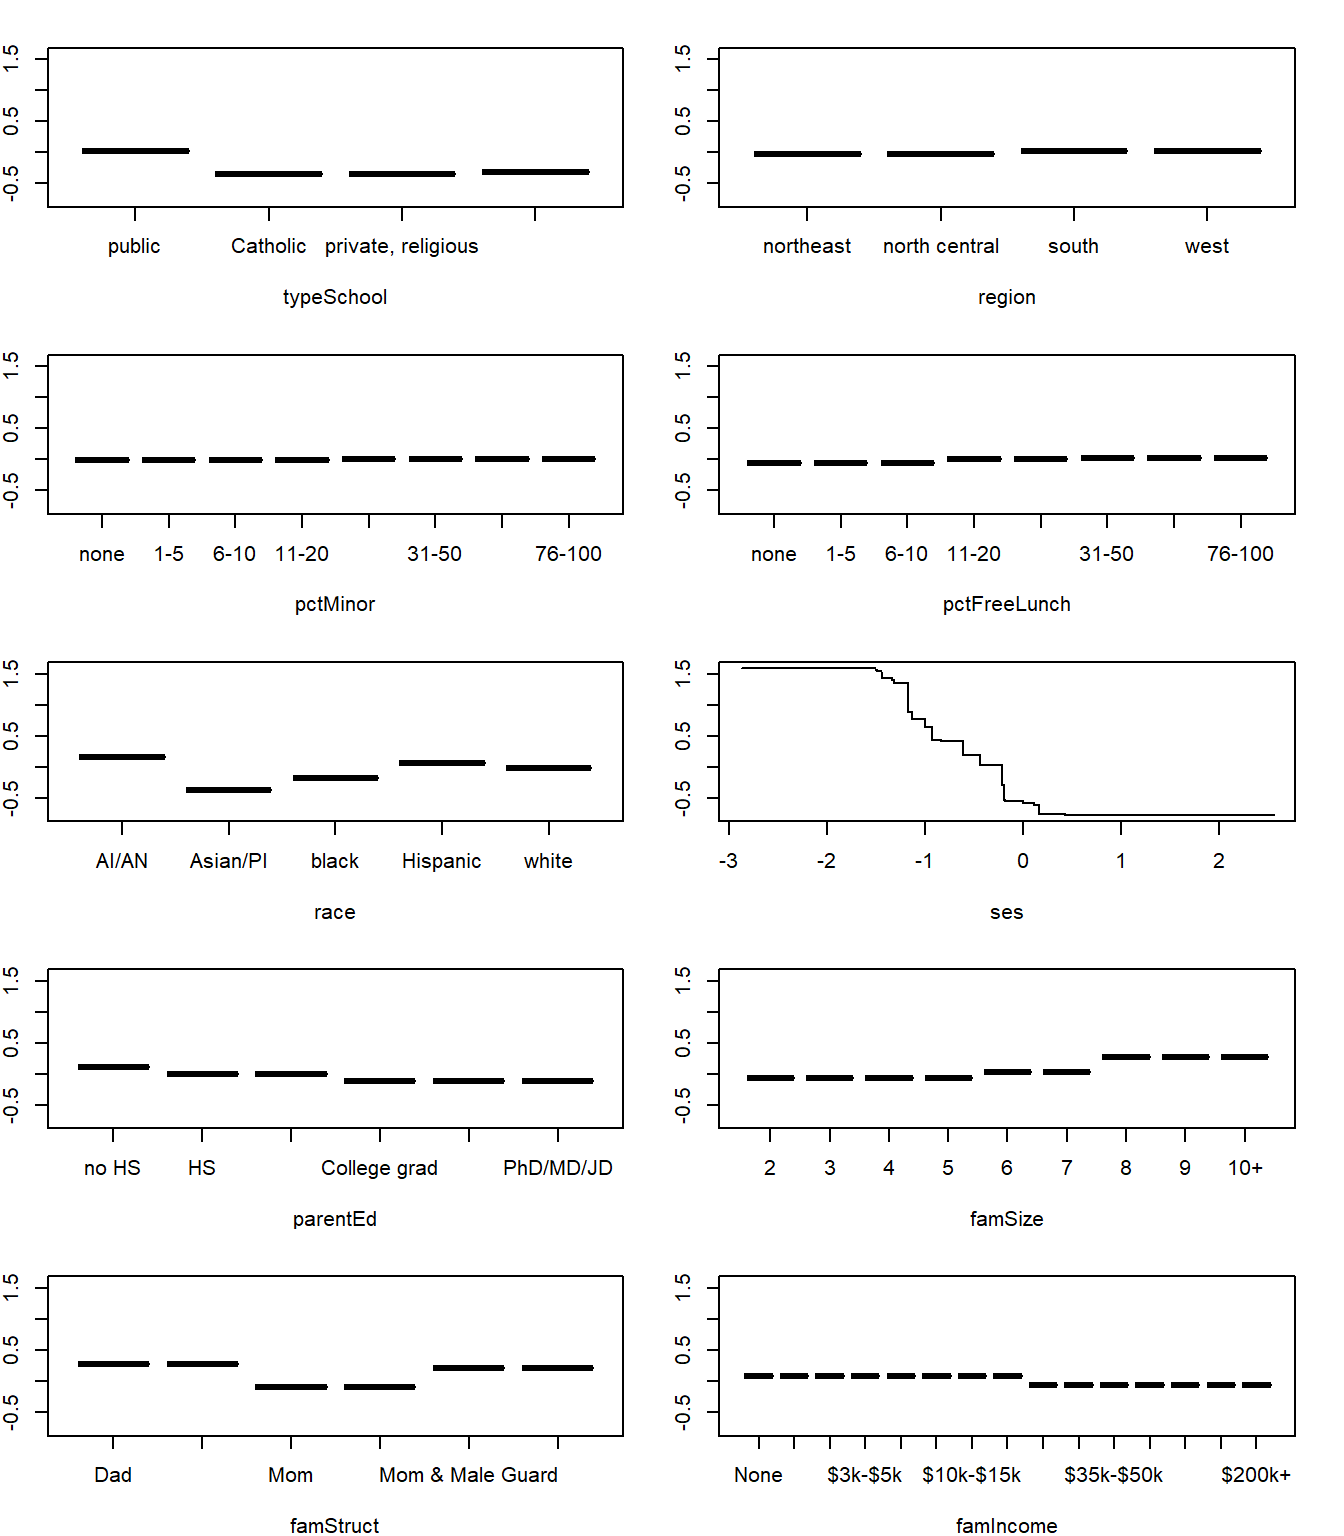 1.5
0.5
-0.5
public Catholic private, religious
typeSchool
1.5
0.5
-0.5
northeast north central south west
region
1.5
0.5
-0.5
none 1-5 6-10 11-20 31-50 76-100
pctMinor
1.5
0.5
-0.5
none 1-5 6-10 11-20 31-50 76-100
pctFreeLunch
1.5
0.5
-0.5
AI/AN Asian/PI black Hispanic white
race
1.5
0.5
-0.5
-3 -2 -1 0 1 2
ses
1.5
0.5
-0.5
no HS HS College grad PhD/MD/JD
parentEd
1.5
0.5
-0.5
2 3 4 5 6 7 8 9 10+
famSize
1.5
0.5
-0.5
Dad Mom Mom & Male Guard
famStruct
1.5
0.5
-0.5
None $3k-$5k $10k-$15k $35k-$50k $200k+
famIncome